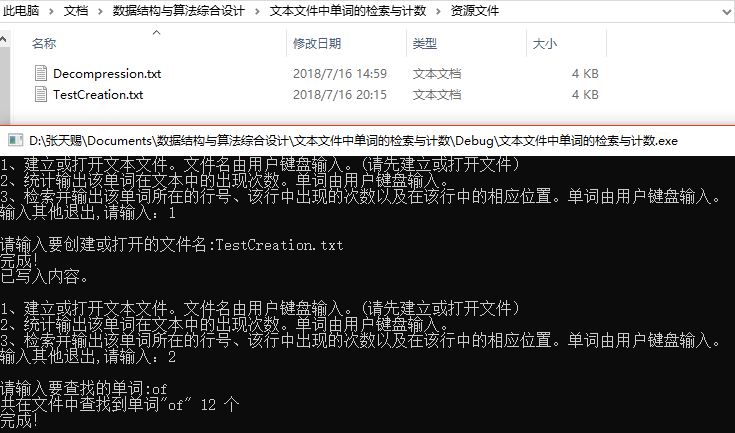 此电脑 > 文档 > 数据结构与算法综合设计 > 文本文件中单词的检索与计数 > 资源文件
名称 修改日期 类型 大小
Decompression.txt 2018/7/16 14:59 文本文档 4 KB
TestCreation.txt 2018/7/16 20:15 文本文档 4 KB
D:\张天赐\Documents\数据结构与算法综合设计\文本文件中单词的检索与计数\Debug\文本文件中单词的检索与计数.exe
1、建立或打开文本文件。文件名由用户键盘输入。(请先建立或打开文件)
2、统计输出该单词在文本中的出现次数。单词由用户键盘输入。
3、检索并输出该单词所在的行号、该行中出现的次数以及在该行中的相应位置。单词由用户键盘输入。
输入其他退出,请输入：1
请输入要创建或打开的文件名:TestCreation.txt
完成!
已写入内容。
1、建立或打开文本文件。文件名由用户键盘输入。(请先建立或打开文件)
2、统计输出该单词在文本中的出现次数。单词由用户键盘输入。
3、检索并输出该单词所在的行号、该行中出现的次数以及在该行中的相应位置。单词由用户键盘输入。
输入其他退出,请输入：2
请输入要查找的单词:of
共在文件中查找到单词"of" 12 个
完成!